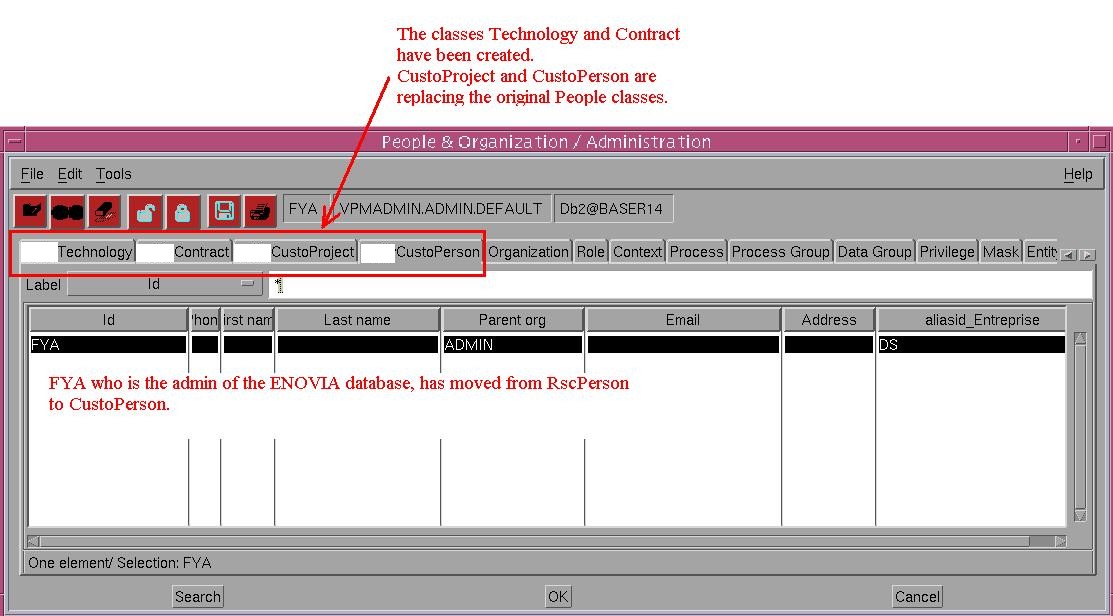 The classes Technology and Contract
have been created.
CustoProject and CustoPerson are
replacing the original People classes.
People & Organization / Administration
File Edit Tools Help
FYA VPMADMIN.ADMIN.DEFAULT Db2@BASER14
Technology Contract CustoProject CustoPerson Organization Role Context Process Process Group Data Group Privilege Mask Entity
Label Id *
Id Phon irst nam Last name Parent org Email Address aliasid_Entreprise
FYA ADMIN DS
FYA who is the admin of the ENOVIA database, has moved from RscPerson
to CustoPerson.
One element/ Selection: FYA
Search OK Cancel